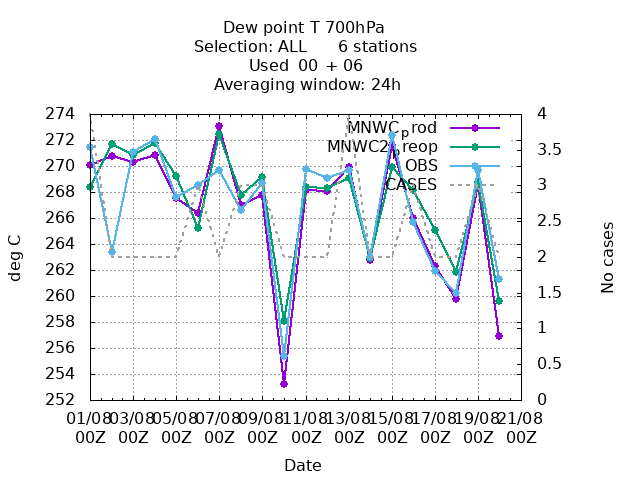 Dew point T 700hPa
Selection: ALL 6 stations
Used 00 + 06
Averaging window: 24h
274
272
270
268
266
264
262
260
258
256
254
252
4
3.5
3
2.5
2
1.5
1
0.5
0
MNWC_prod
MNWC2_preop
OBS
CASES
deg C
No cases
01/08 03/08 05/08 07/08 09/08 11/08 13/08 15/08 17/08 19/08 21/08
00Z 00Z 00Z 00Z 00Z 00Z 00Z 00Z 00Z 00Z 00Z
Date